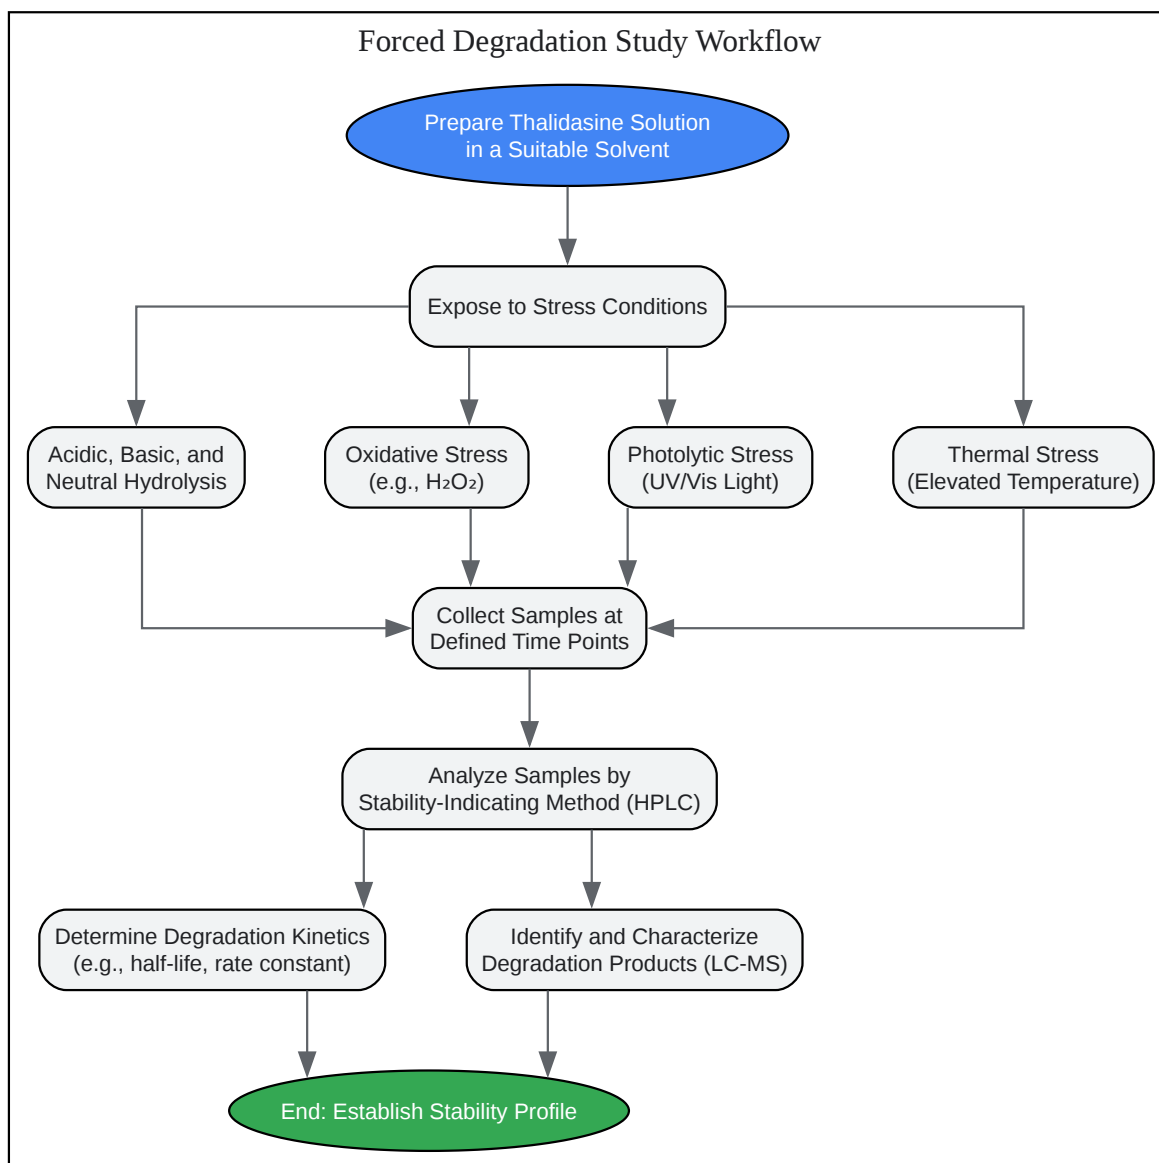 Forced Degradation Study Workflow
Prepare Thalidasine Solution
in a Suitable Solvent
Expose to Stress Conditions
Acidic, Basic, and
Neutral Hydrolysis
Oxidative Stress
(e.g., H₂O₂)
Photolytic Stress
(UV/Vis Light)
Thermal Stress
(Elevated Temperature)
Collect Samples at
Defined Time Points
Analyze Samples by
Stability-Indicating Method (HPLC)
Determine Degradation Kinetics
(e.g., half-life, rate constant)
Identify and Characterize
Degradation Products (LC-MS)
End: Establish Stability Profile